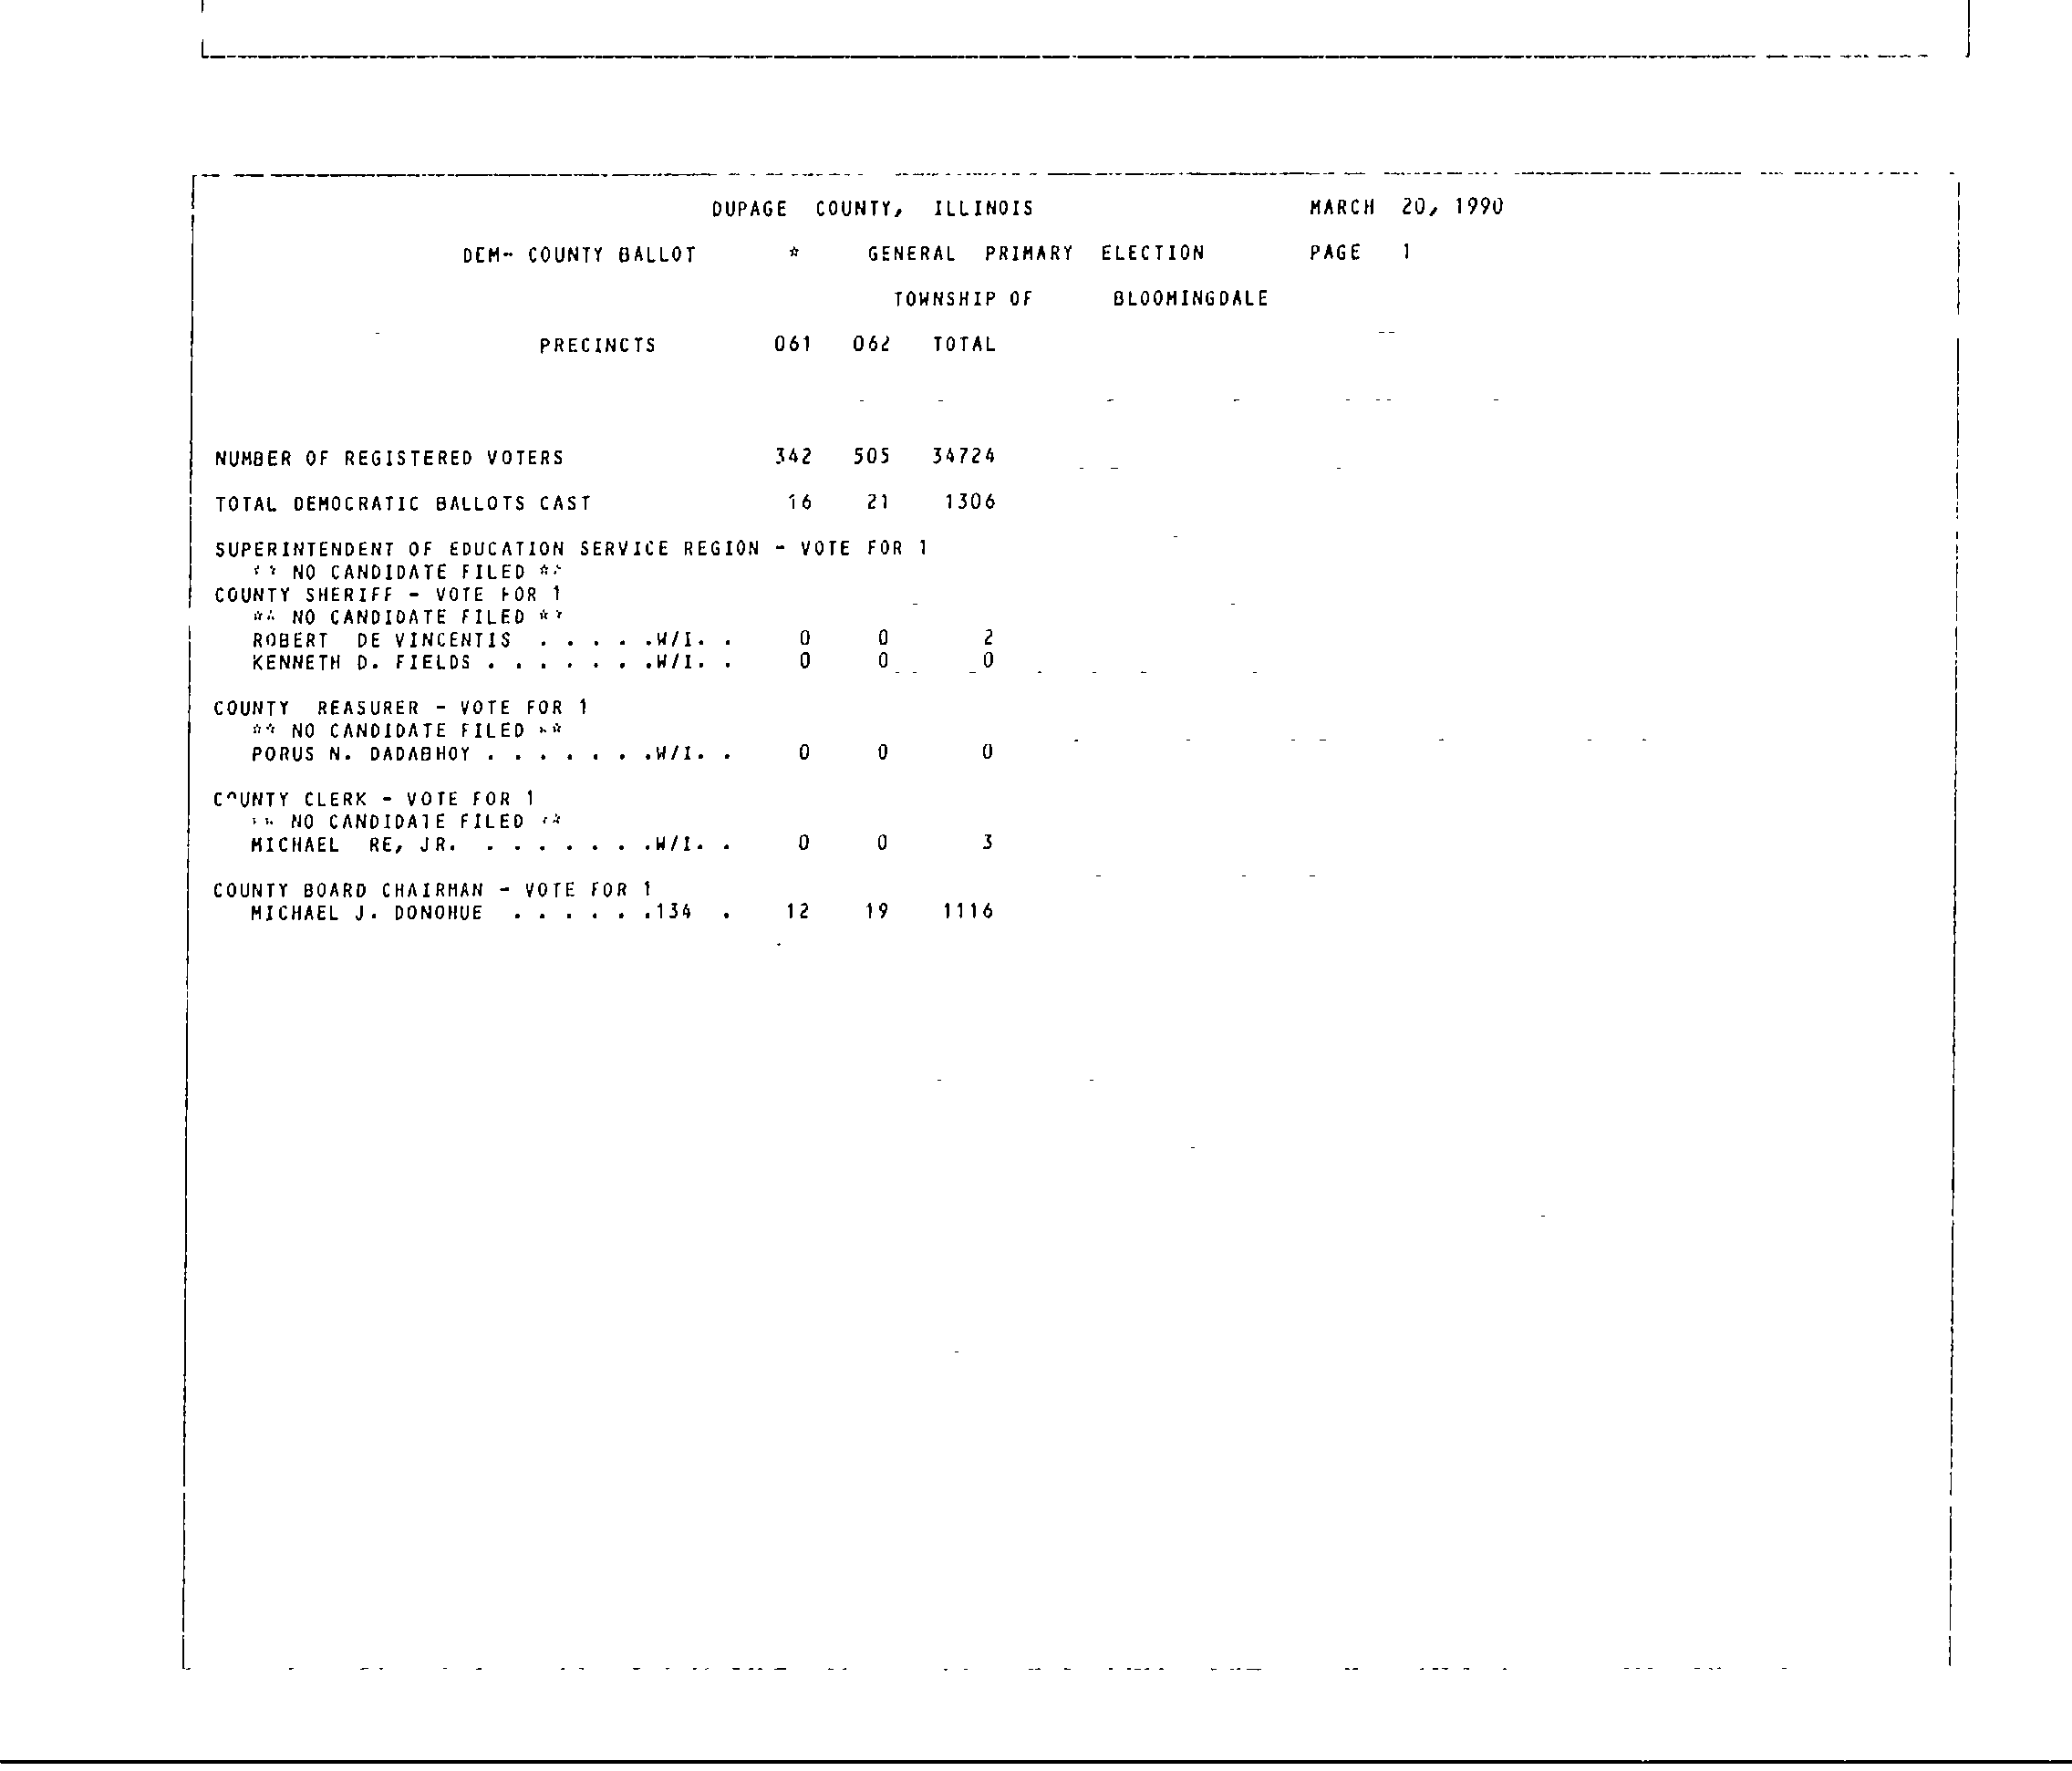 DUPAGE COUNTY, ILLINOIS MARCH 20, 1990
DEM- COUNTY BALLOT * GENERAL PRIMARY ELECTION PAGE 1
TOWNSHIP OF BLOOMINGDALE
PRECINCTS 061 062 TOTAL
NUMBER OF REGISTERED VOTERS 342 505 34724
TOTAL DEMOCRATIC BALLOTS CAST 16 21 1306
SUPERINTENDENT OF EDUCATION SERVICE REGION - VOTE FOR 1
** NO CANDIDATE FILED **
COUNTY SHERIFF - VOTE FOR 1
** NO CANDIDATE FILED **
ROBERT DE VINCENTIS . . . . .W/I. . 0 0 2
KENNETH D. FIELDS . . . . . . .W/I. . 0 0 0
COUNTY REASURER - VOTE FOR 1
** NO CANDIDATE FILED **
PORUS N. DADABHOY . . . . . . .W/I. . 0 0 0
COUNTY CLERK - VOTE FOR 1
** NO CANDIDATE FILED **
MICHAEL RE, JR. . . . . . . .W/I. . 0 0 3
COUNTY BOARD CHAIRMAN - VOTE FOR 1
MICHAEL J. DONOHUE . . . . . .134 . 12 19 1116